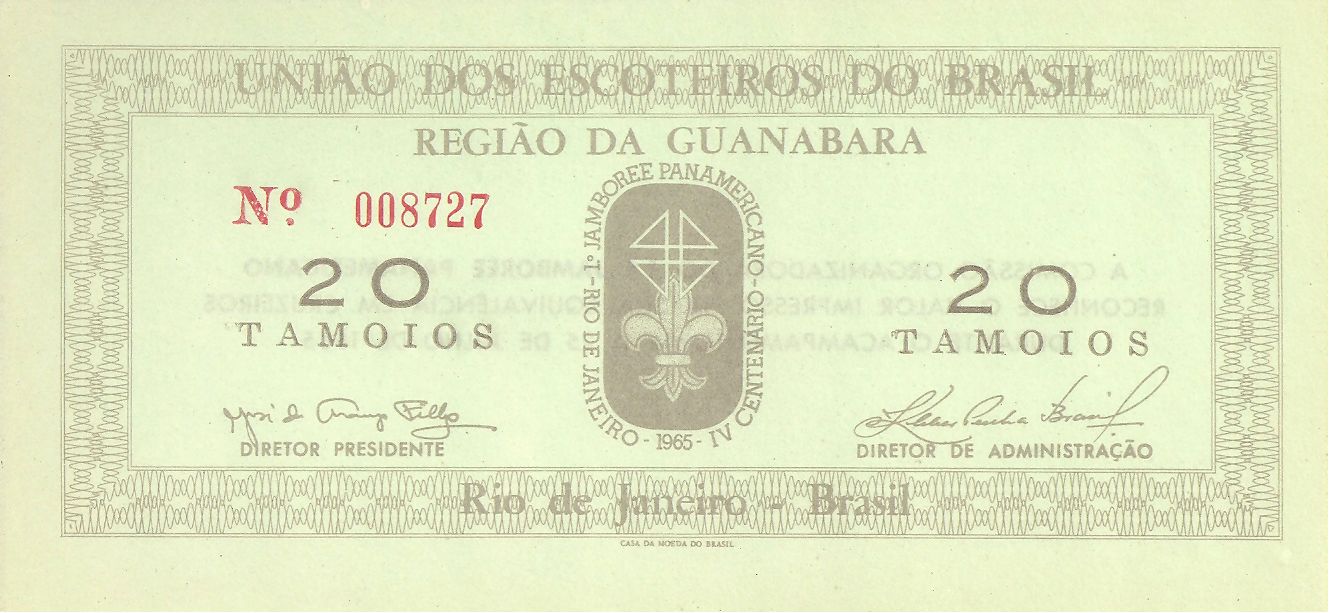 UNIÃO DOS ESCOTEIROS DO BRASIL
REGIÃO DA GUANABARA
Nº 008727
1º JAMBOREE PANAMERICANO - IV CENTENÁRIO - 1965 - RIO DE JANEIRO -
20
TAMOIOS
20
TAMOIOS
DIRETOR PRESIDENTE
DIRETOR DE ADMINISTRAÇÃO
Rio de Janeiro - Brasil
CASA DA MOEDA DO BRASIL